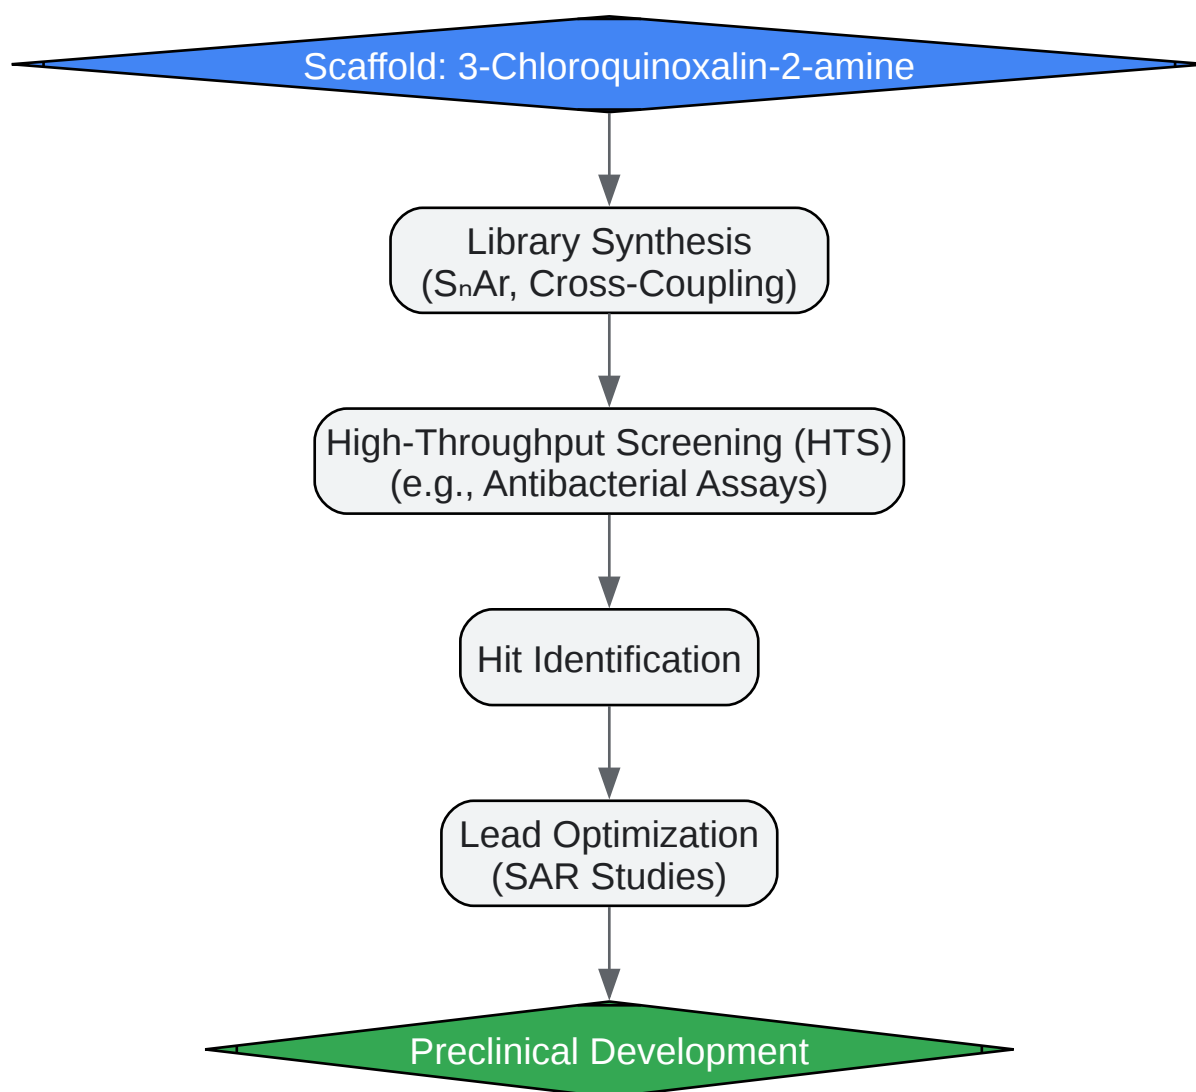 Scaffold: 3-Chloroquinoxalin-2-amine
Library Synthesis
(SₙAr, Cross-Coupling)
High-Throughput Screening (HTS)
(e.g., Antibacterial Assays)
Hit Identification
Lead Optimization
(SAR Studies)
Preclinical Development